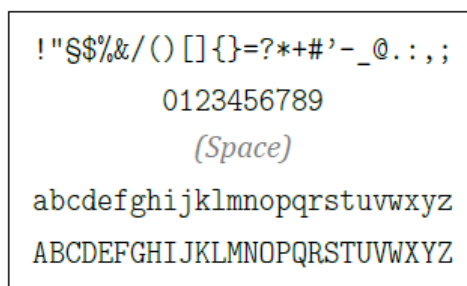 !"§$%&/()[]{}=?*+#'-_@.:,;
0123456789
(Space)
abcdefghijklmnopqrstuvwxyz
ABCDEFGHIJKLMNOPQRSTUVWXYZ